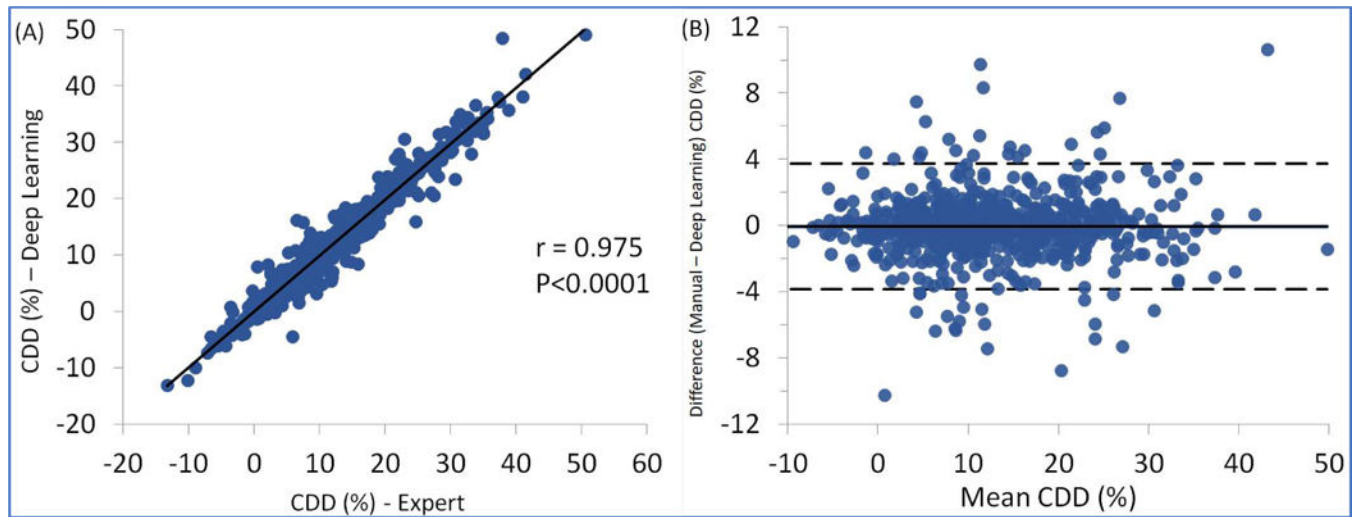 (A)
50
40
30
20
10
0
-10
-20
CDD (%) – Deep Learning
r = 0.975
P<0.0001
-20 -10 0 10 20 30 40 50 60
CDD (%) - Expert
(B)
12
8
4
0
-4
-8
-12
Difference (Manual – Deep Learning) CDD (%)
-10 0 10 20 30 40 50
Mean CDD (%)